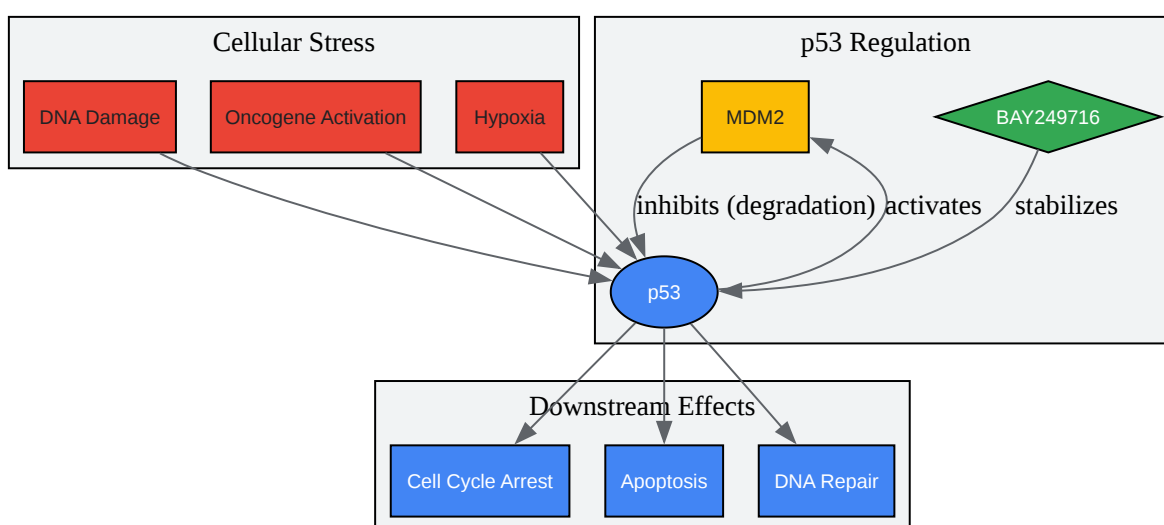 Cellular Stress
p53 Regulation
DNA Damage
Oncogene Activation
Hypoxia
MDM2
BAY249716
inhibits (degradation)
activates
stabilizes
p53
Downstream Effects
Cell Cycle Arrest
Apoptosis
DNA Repair